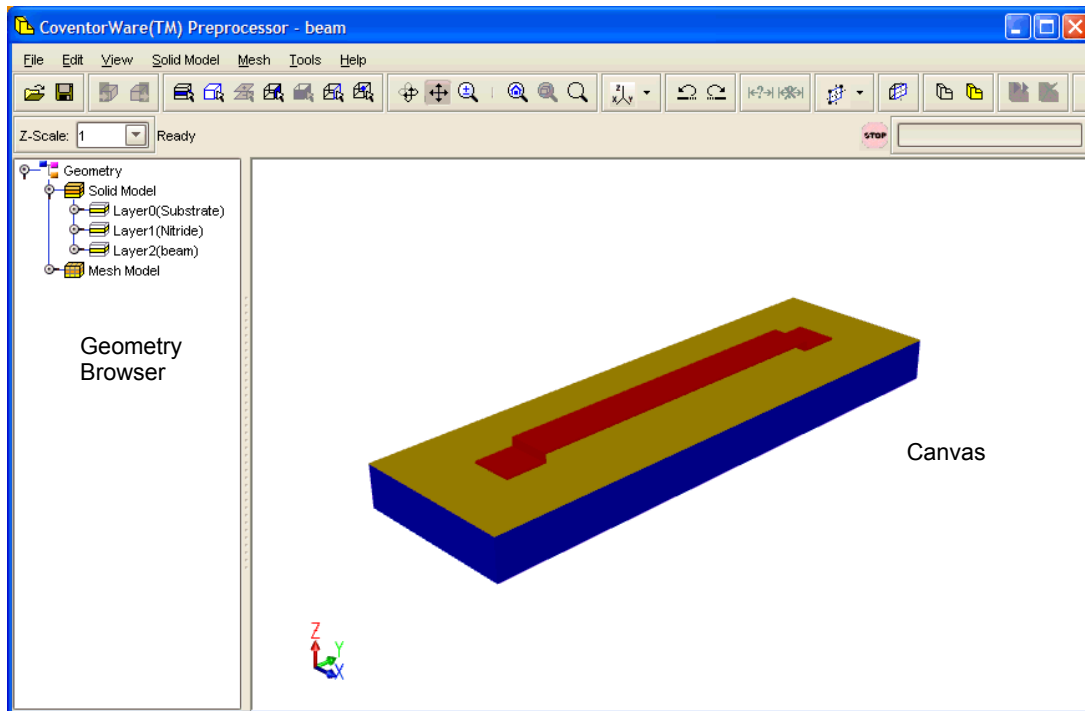 CoventorWare(TM) Preprocessor - beam
File Edit View Solid Model Mesh Tools Help
Z-Scale: 1 Ready
STOP
Geometry
Solid Model
Layer0(Substrate)
Layer1(Nitride)
Layer2(beam)
Mesh Model
Geometry
Browser
Canvas
Z
Y
X